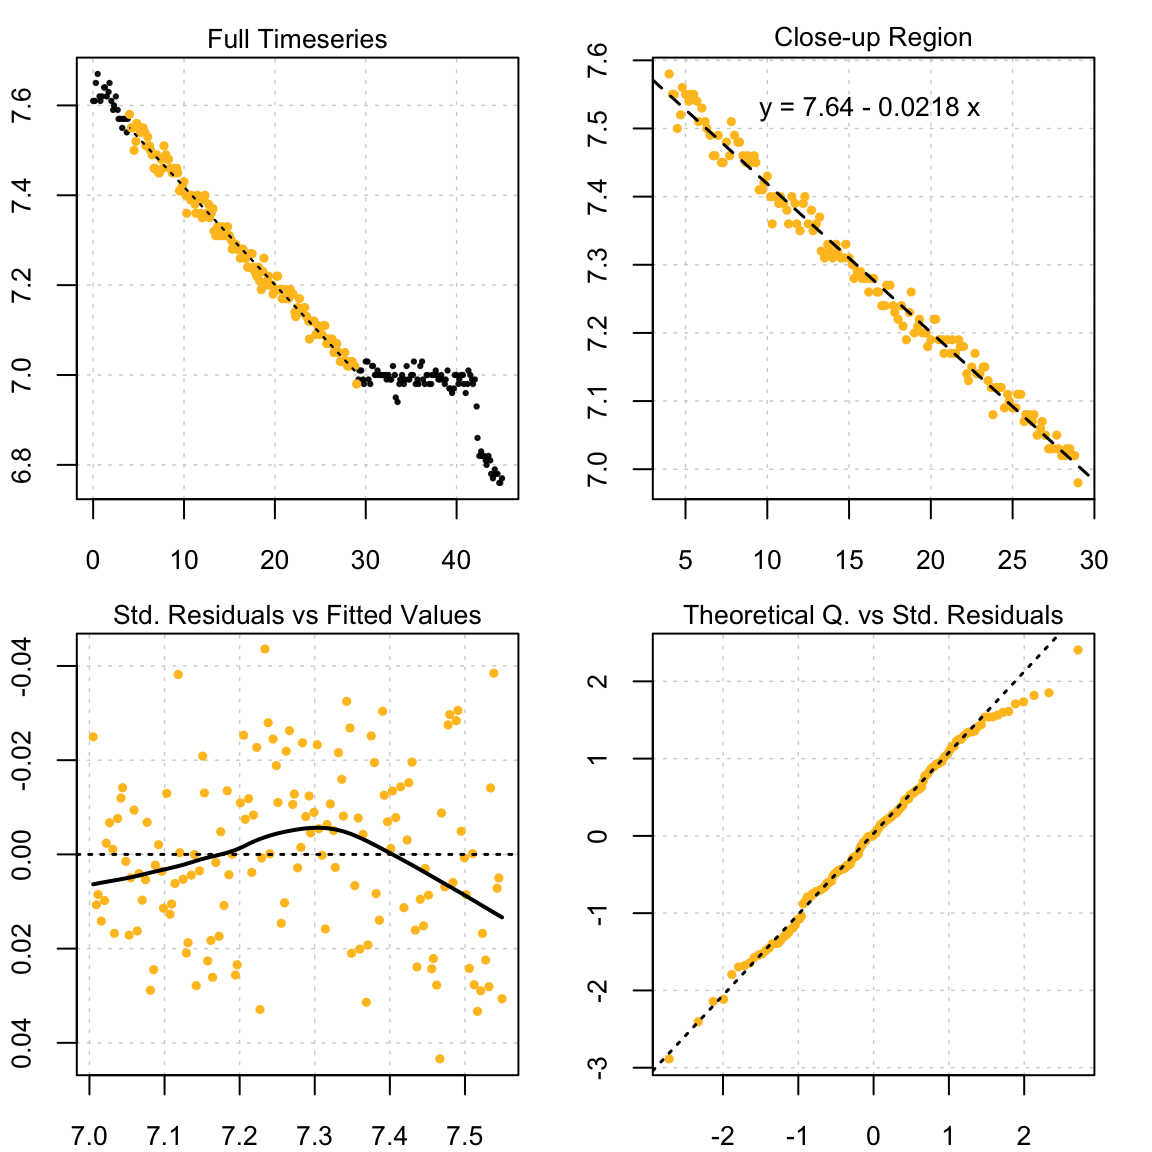 Full Timeseries
7.6
7.4
7.2
7.0
6.8
0 10 20 30 40
Close-up Region
y = 7.64 - 0.0218 x
7.6
7.5
7.4
7.3
7.2
7.1
7.0
5 10 15 20 25 30
Std. Residuals vs Fitted Values
-0.04
-0.02
0.00
0.02
0.04
7.0 7.1 7.2 7.3 7.4 7.5
Theoretical Q. vs Std. Residuals
2
1
0
-1
-2
-3
-2 -1 0 1 2